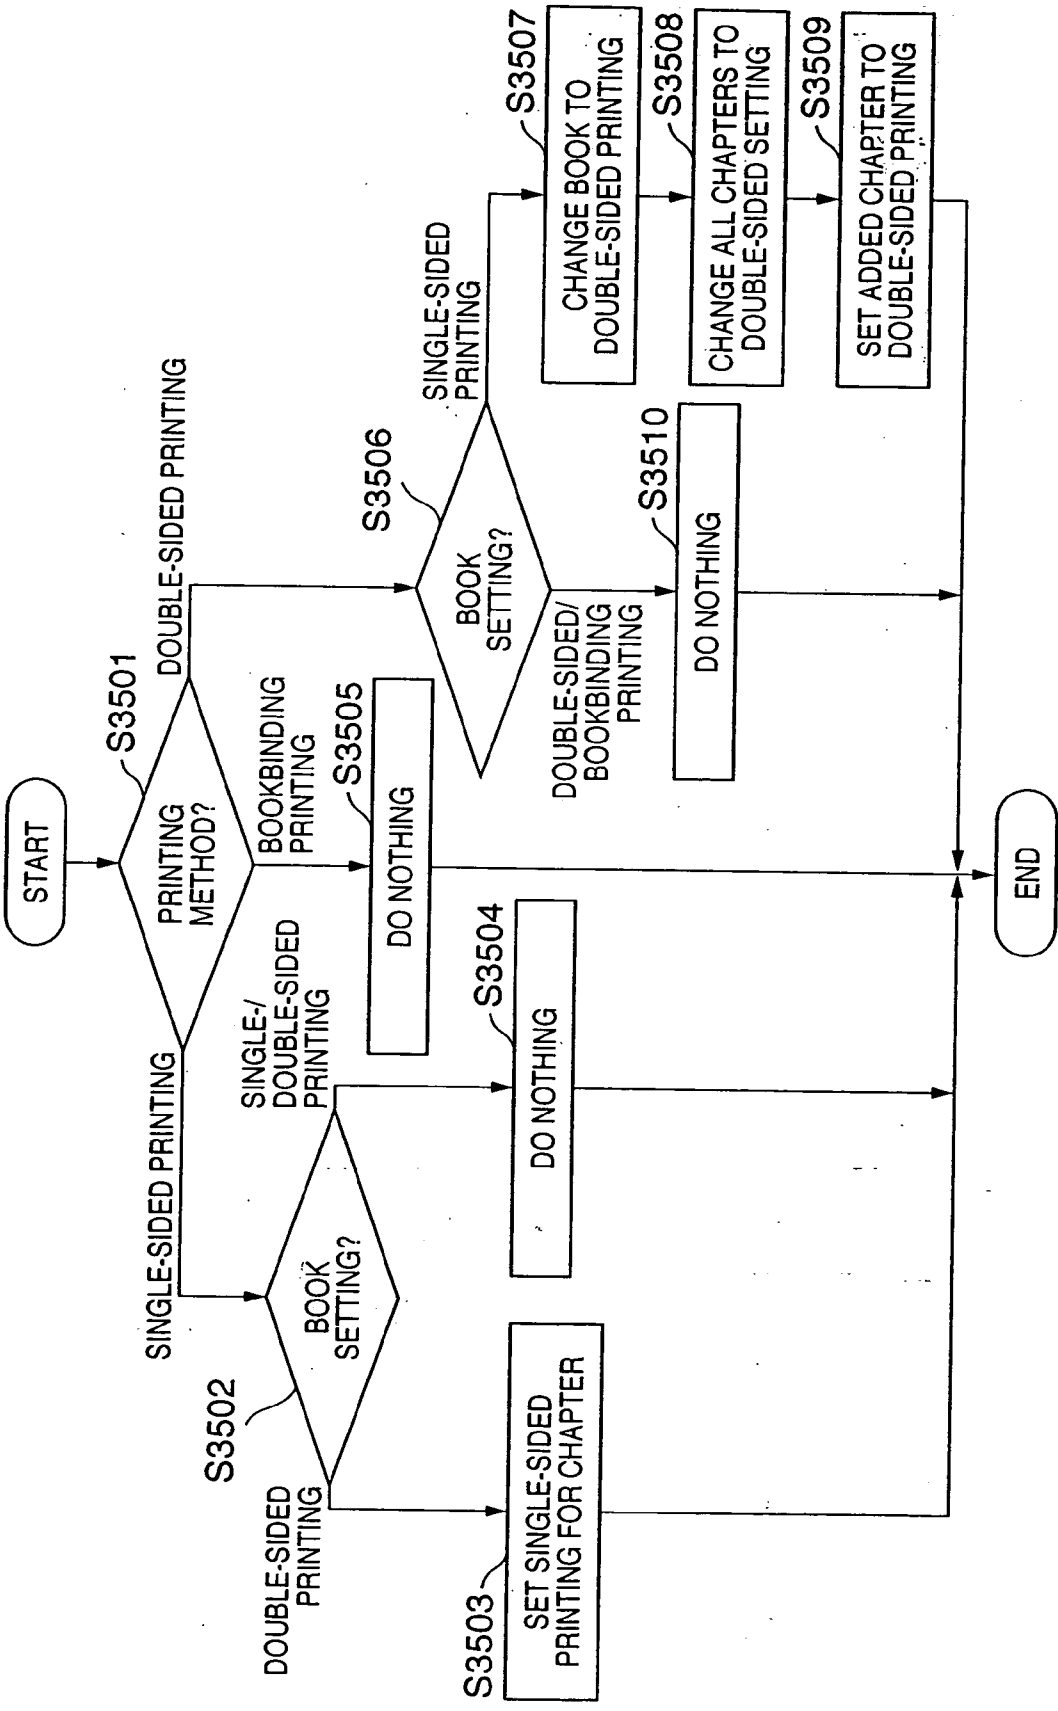 START
S3501
PRINTING
METHOD?
SINGLE-SIDED PRINTING
DOUBLE-SIDED PRINTING
BOOKBINDING
PRINTING
S3502
BOOK
SETTING?
DOUBLE-SIDED
PRINTING
SINGLE-/
DOUBLE-SIDED
PRINTING
S3503
SET SINGLE-SIDED
PRINTING FOR CHAPTER
S3504
DO NOTHING
S3505
DO NOTHING
S3506
BOOK
SETTING?
SINGLE-SIDED
PRINTING
DOUBLE-SIDED/
BOOKBINDING
PRINTING
S3507
CHANGE BOOK TO
DOUBLE-SIDED PRINTING
S3508
CHANGE ALL CHAPTERS TO
DOUBLE-SIDED SETTING
S3509
SET ADDED CHAPTER TO
DOUBLE-SIDED PRINTING
S3510
DO NOTHING
END